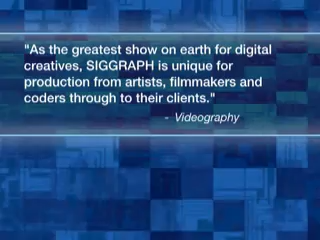 "As the greatest show on earth for digital
creatives, SIGGRAPH is unique for
production from artists, filmmakers and
coders through to their clients."
- Videography